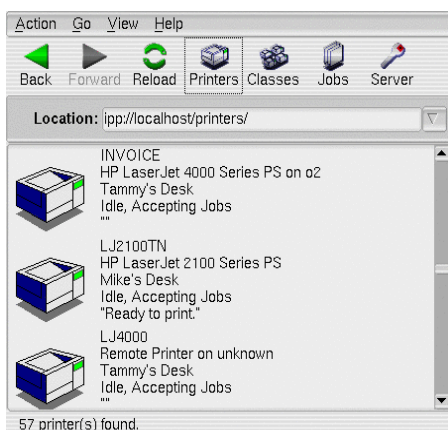 Action Go View Help
Back Forward Reload Printers Classes Jobs Server
Location: ipp://localhost/printers/
INVOICE
HP LaserJet 4000 Series PS on o2
Tammy's Desk
Idle, Accepting Jobs
""
LJ2100TN
HP LaserJet 2100 Series PS
Mike's Desk
Idle, Accepting Jobs
"Ready to print."
LJ4000
Remote Printer on unknown
Tammy's Desk
Idle, Accepting Jobs
""
57 printer(s) found.